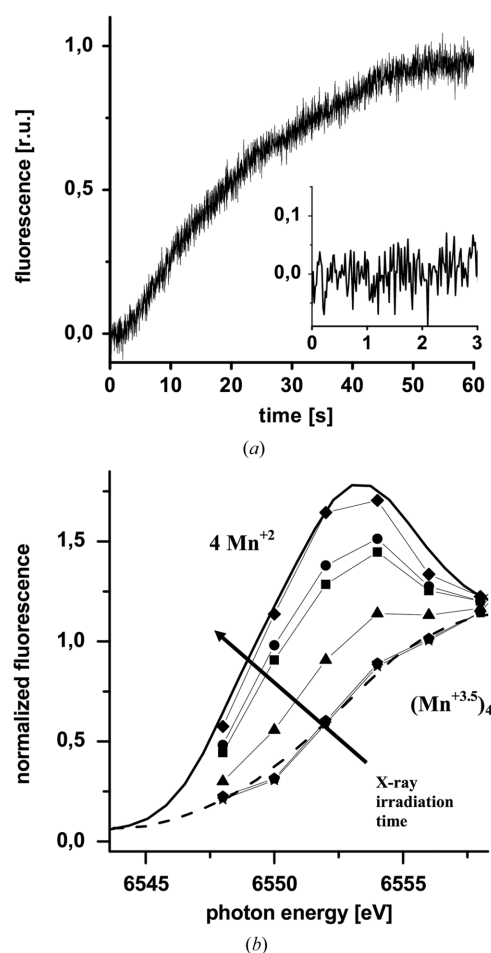 1,0
fluorescence [r.u.]
0,5
0,0
0,1
0,0
0 1 2 3
0 10 20 30 40 50 60
time [s]
(a)
normalized fluorescence
1,5
1,0
0,5
0,0
4 Mn+2
(Mn+3.5)4
X-ray
irradiation
time
6545 6550 6555
photon energy [eV]
(b)